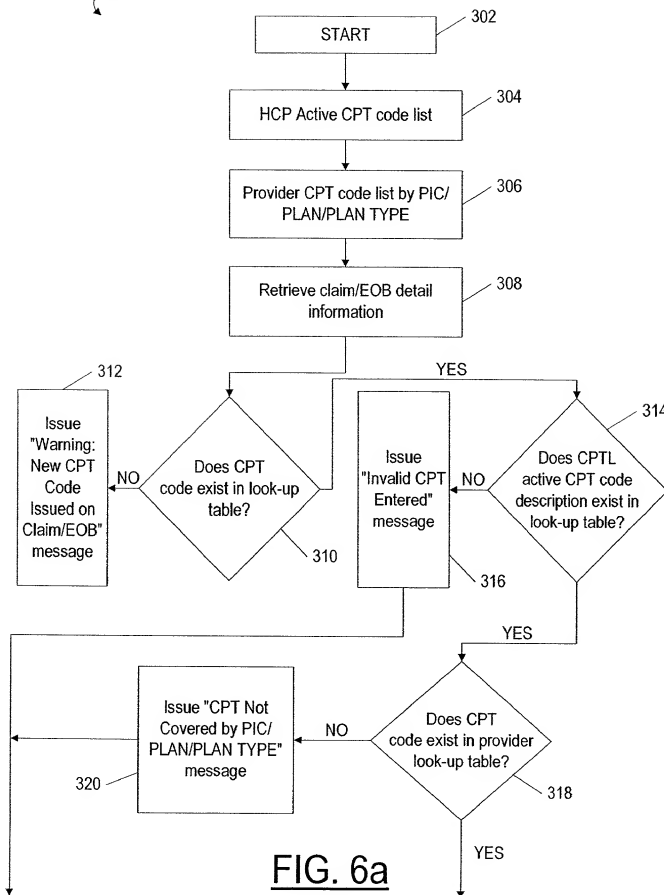 START
302
HCP Active CPT code list
304
Provider CPT code list by PIC/
PLAN/PLAN TYPE
306
Retrieve claim/EOB detail
information
308
312
YES
314
Issue
"Warning:
New CPT
Code
Issued on
Claim/EOB"
message
NO
Does CPT
code exist in look-up
table?
310
Issue
"Invalid CPT
Entered"
message
316
NO
Does CPTL
active CPT code
description exist in
look-up table?
YES
Issue "CPT Not
Covered by PIC/
PLAN/PLAN TYPE"
message
320
NO
Does CPT
code exist in provider
look-up table?
318
YES
FIG. 6a